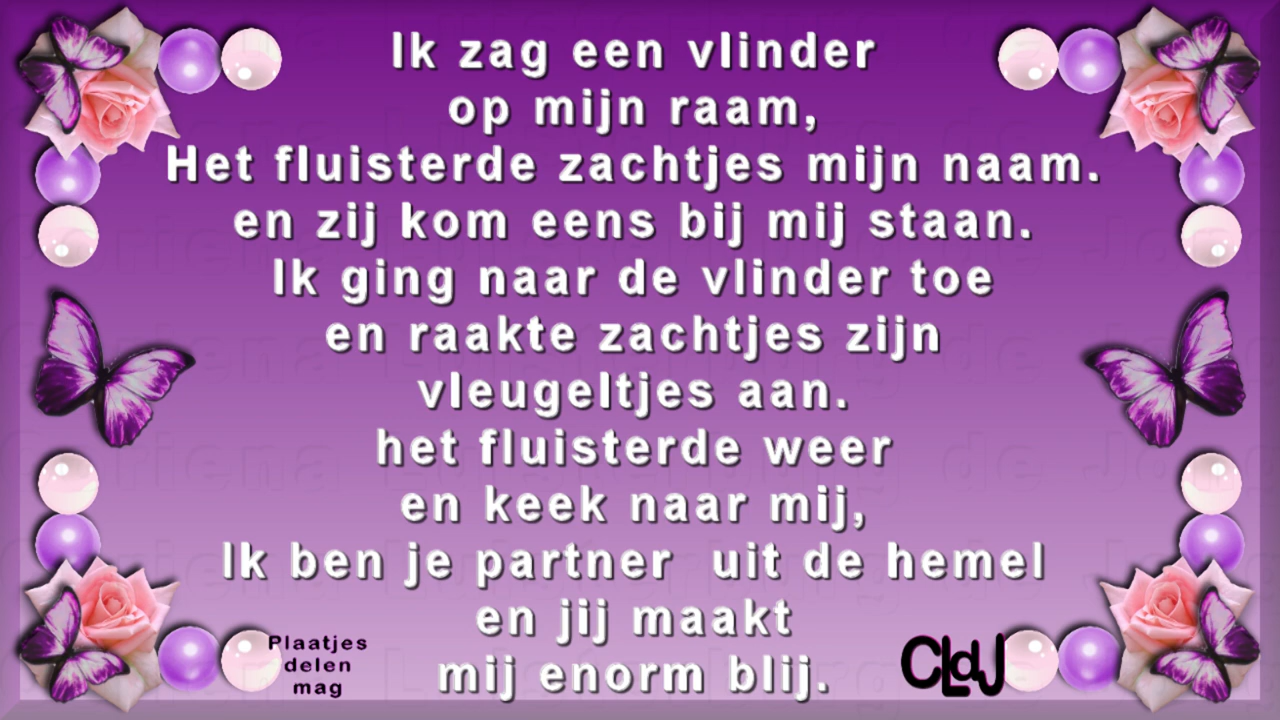 Ik zag een vlinder
op mijn raam,
Het fluisterde zachtjes mijn naam.
en zij kom eens bij mij staan.
Ik ging naar de vlinder toe
en raakte zachtjes zijn
vleugeltjes aan.
het fluisterde weer
en keek naar mij,
Ik ben je partner  uit de hemel
en jij maakt
mij enorm blij.
Plaatjes
delen
mag
CLdJ